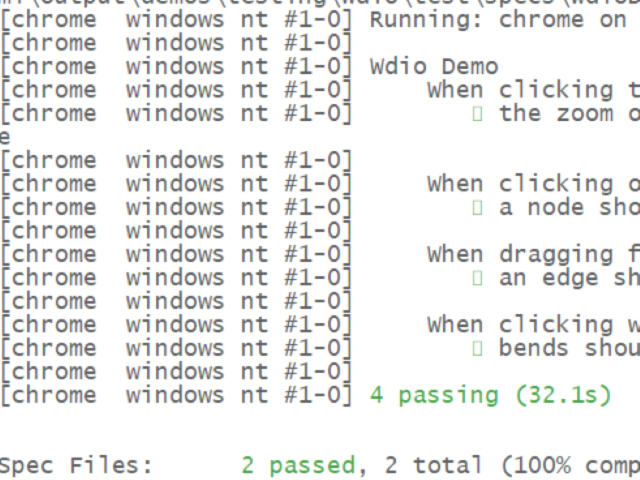 [chrome  windows nt #1-0] Running: chrome on
[chrome  windows nt #1-0]
[chrome  windows nt #1-0] Wdio Demo
[chrome  windows nt #1-0]     When clicking
[chrome  windows nt #1-0]        ▯ the zoom
e
[chrome  windows nt #1-0]
[chrome  windows nt #1-0]     When clicking
[chrome  windows nt #1-0]        ▯ a node
[chrome  windows nt #1-0]
[chrome  windows nt #1-0]     When dragging
[chrome  windows nt #1-0]        ▯ an edge
[chrome  windows nt #1-0]
[chrome  windows nt #1-0]     When clicking
[chrome  windows nt #1-0]        ▯ bends
[chrome  windows nt #1-0]
[chrome  windows nt #1-0] 4 passing (32.1s)
Spec Files:      2 passed, 2 total (100% comp